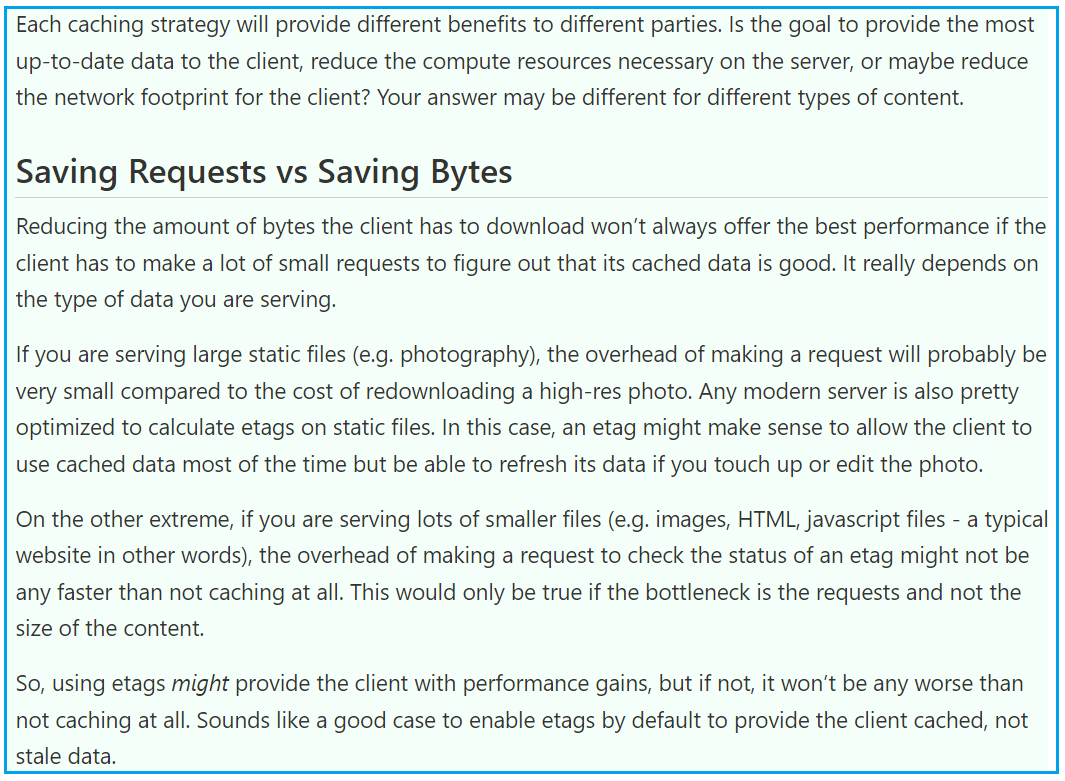 Each caching strategy will provide different benefits to different parties. Is the goal to provide the most
up-to-date data to the client, reduce the compute resources necessary on the server, or maybe reduce
the network footprint for the client? Your answer may be different for different types of content.
Saving Requests vs Saving Bytes
Reducing the amount of bytes the client has to download won’t always offer the best performance if the
client has to make a lot of small requests to figure out that its cached data is good. It really depends on
the type of data you are serving.
If you are serving large static files (e.g. photography), the overhead of making a request will probably be
very small compared to the cost of redownloading a high-res photo. Any modern server is also pretty
optimized to calculate etags on static files. In this case, an etag might make sense to allow the client to
use cached data most of the time but be able to refresh its data if you touch up or edit the photo.
On the other extreme, if you are serving lots of smaller files (e.g. images, HTML, javascript files - a typical
website in other words), the overhead of making a request to check the status of an etag might not be
any faster than not caching at all. This would only be true if the bottleneck is the requests and not the
size of the content.
So, using etags might provide the client with performance gains, but if not, it won’t be any worse than
not caching at all. Sounds like a good case to enable etags by default to provide the client cached, not
stale data.